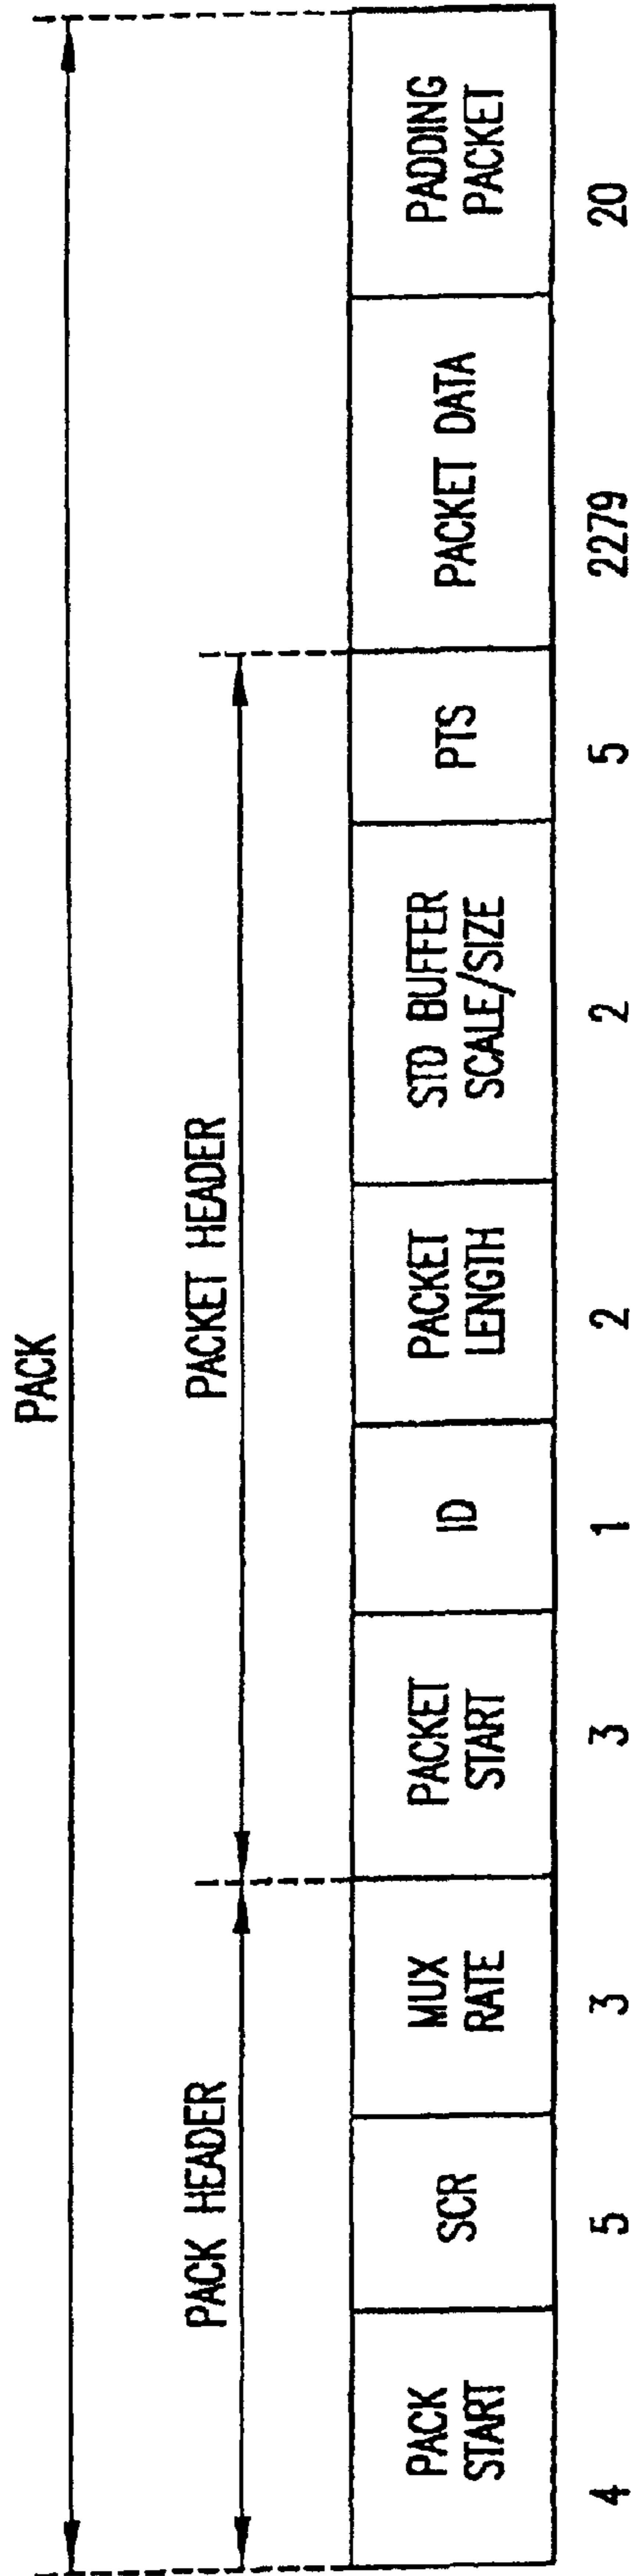 PACK
PACK HEADER
PACKET HEADER
PACK
START
SCR
MUX
RATE
PACKET
START
ID
PACKET
LENGTH
STD BUFFER
SCALE/SIZE
PTS
PACKET DATA
PADDING
PACKET
4 5 3 3 1 2 2 5 2279 20